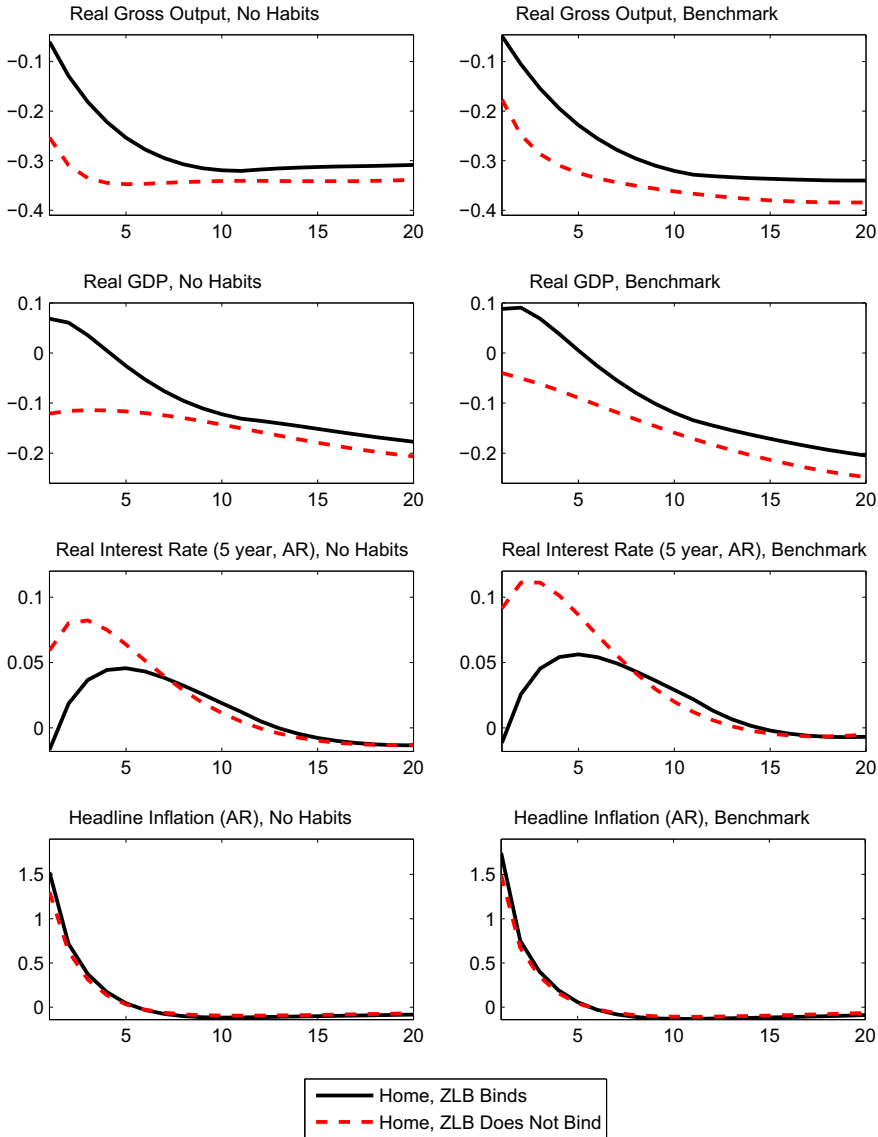 Real Gross Output, No Habits
−0.1
−0.2
−0.3
−0.4
5 10 15 20
Real Gross Output, Benchmark
−0.1
−0.2
−0.3
−0.4
5 10 15 20
Real GDP, No Habits
0.1
0
−0.1
−0.2
5 10 15 20
Real GDP, Benchmark
0.1
0
−0.1
−0.2
5 10 15 20
Real Interest Rate (5 year, AR), No Habits
0.1
0.05
0
5 10 15 20
Real Interest Rate (5 year, AR), Benchmark
0.1
0.05
0
5 10 15 20
Headline Inflation (AR), No Habits
1.5
1
0.5
0
5 10 15 20
Headline Inflation (AR), Benchmark
1.5
1
0.5
0
5 10 15 20
Home, ZLB Binds
Home, ZLB Does Not Bind